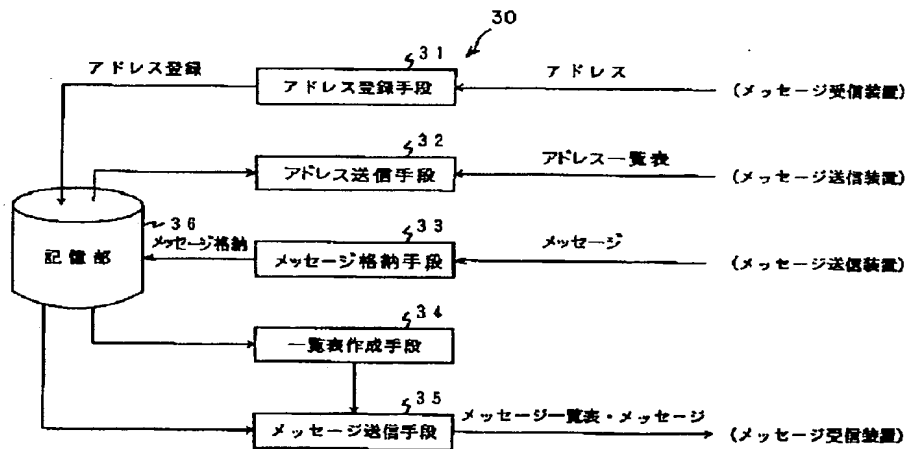 30
31
アドレス登録
アドレス登録手段
アドレス
(メッセージ受信装置)
32
アドレス送信手段
アドレス一覧表
(メッセージ送信装置)
36
記憶部
メッセージ格納
33
メッセージ格納手段
メッセージ
(メッセージ送信装置)
34
一覧表作成手段
35
メッセージ送信手段
メッセージ一覧表・メッセージ
(メッセージ受信装置)